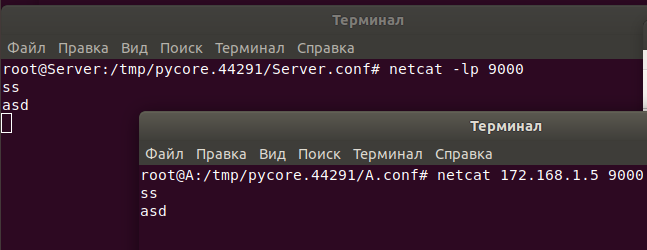 Терминал
Файл Правка Вид Поиск Терминал Справка
root@Server:/tmp/pycore.44291/Server.conf# netcat -lp 9000
ss
asd
Терминал
Файл Правка Вид Поиск Терминал Справка
root@A:/tmp/pycore.44291/A.conf# netcat 172.168.1.5 9000
ss
asd